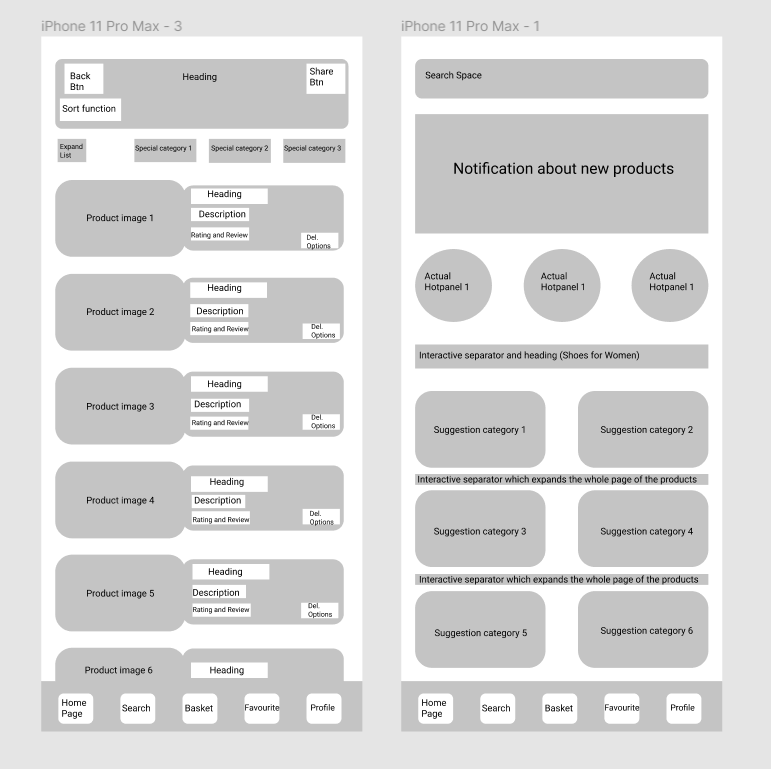 iPhone 11 Pro Max - 3
Back
Btn
Heading
Share
Btn
Sort function
Expand
List
Special category 1
Special category 2
Special category 3
Product image 1
Heading
Description
Rating and Review
Del.
Options
Product image 2
Heading
Description
Rating and Review
Del.
Options
Product image 3
Heading
Description
Rating and Review
Del.
Options
Product image 4
Heading
Description
Rating and Review
Del.
Options
Product image 5
Heading
Description
Rating and Review
Del.
Options
Product image 6
Heading
Home
Page
Search
Basket
Favourite
Profile
iPhone 11 Pro Max - 1
Search Space
Notification about new products
Actual
Hotpanel 1
Actual
Hotpanel 1
Actual
Hotpanel 1
Interactive separator and heading (Shoes for Women)
Suggestion category 1
Suggestion category 2
Interactive separator which expands the whole page of the products
Suggestion category 3
Suggestion category 4
Interactive separator which expands the whole page of the products
Suggestion category 5
Suggestion category 6
Home
Page
Search
Basket
Favourite
Profile